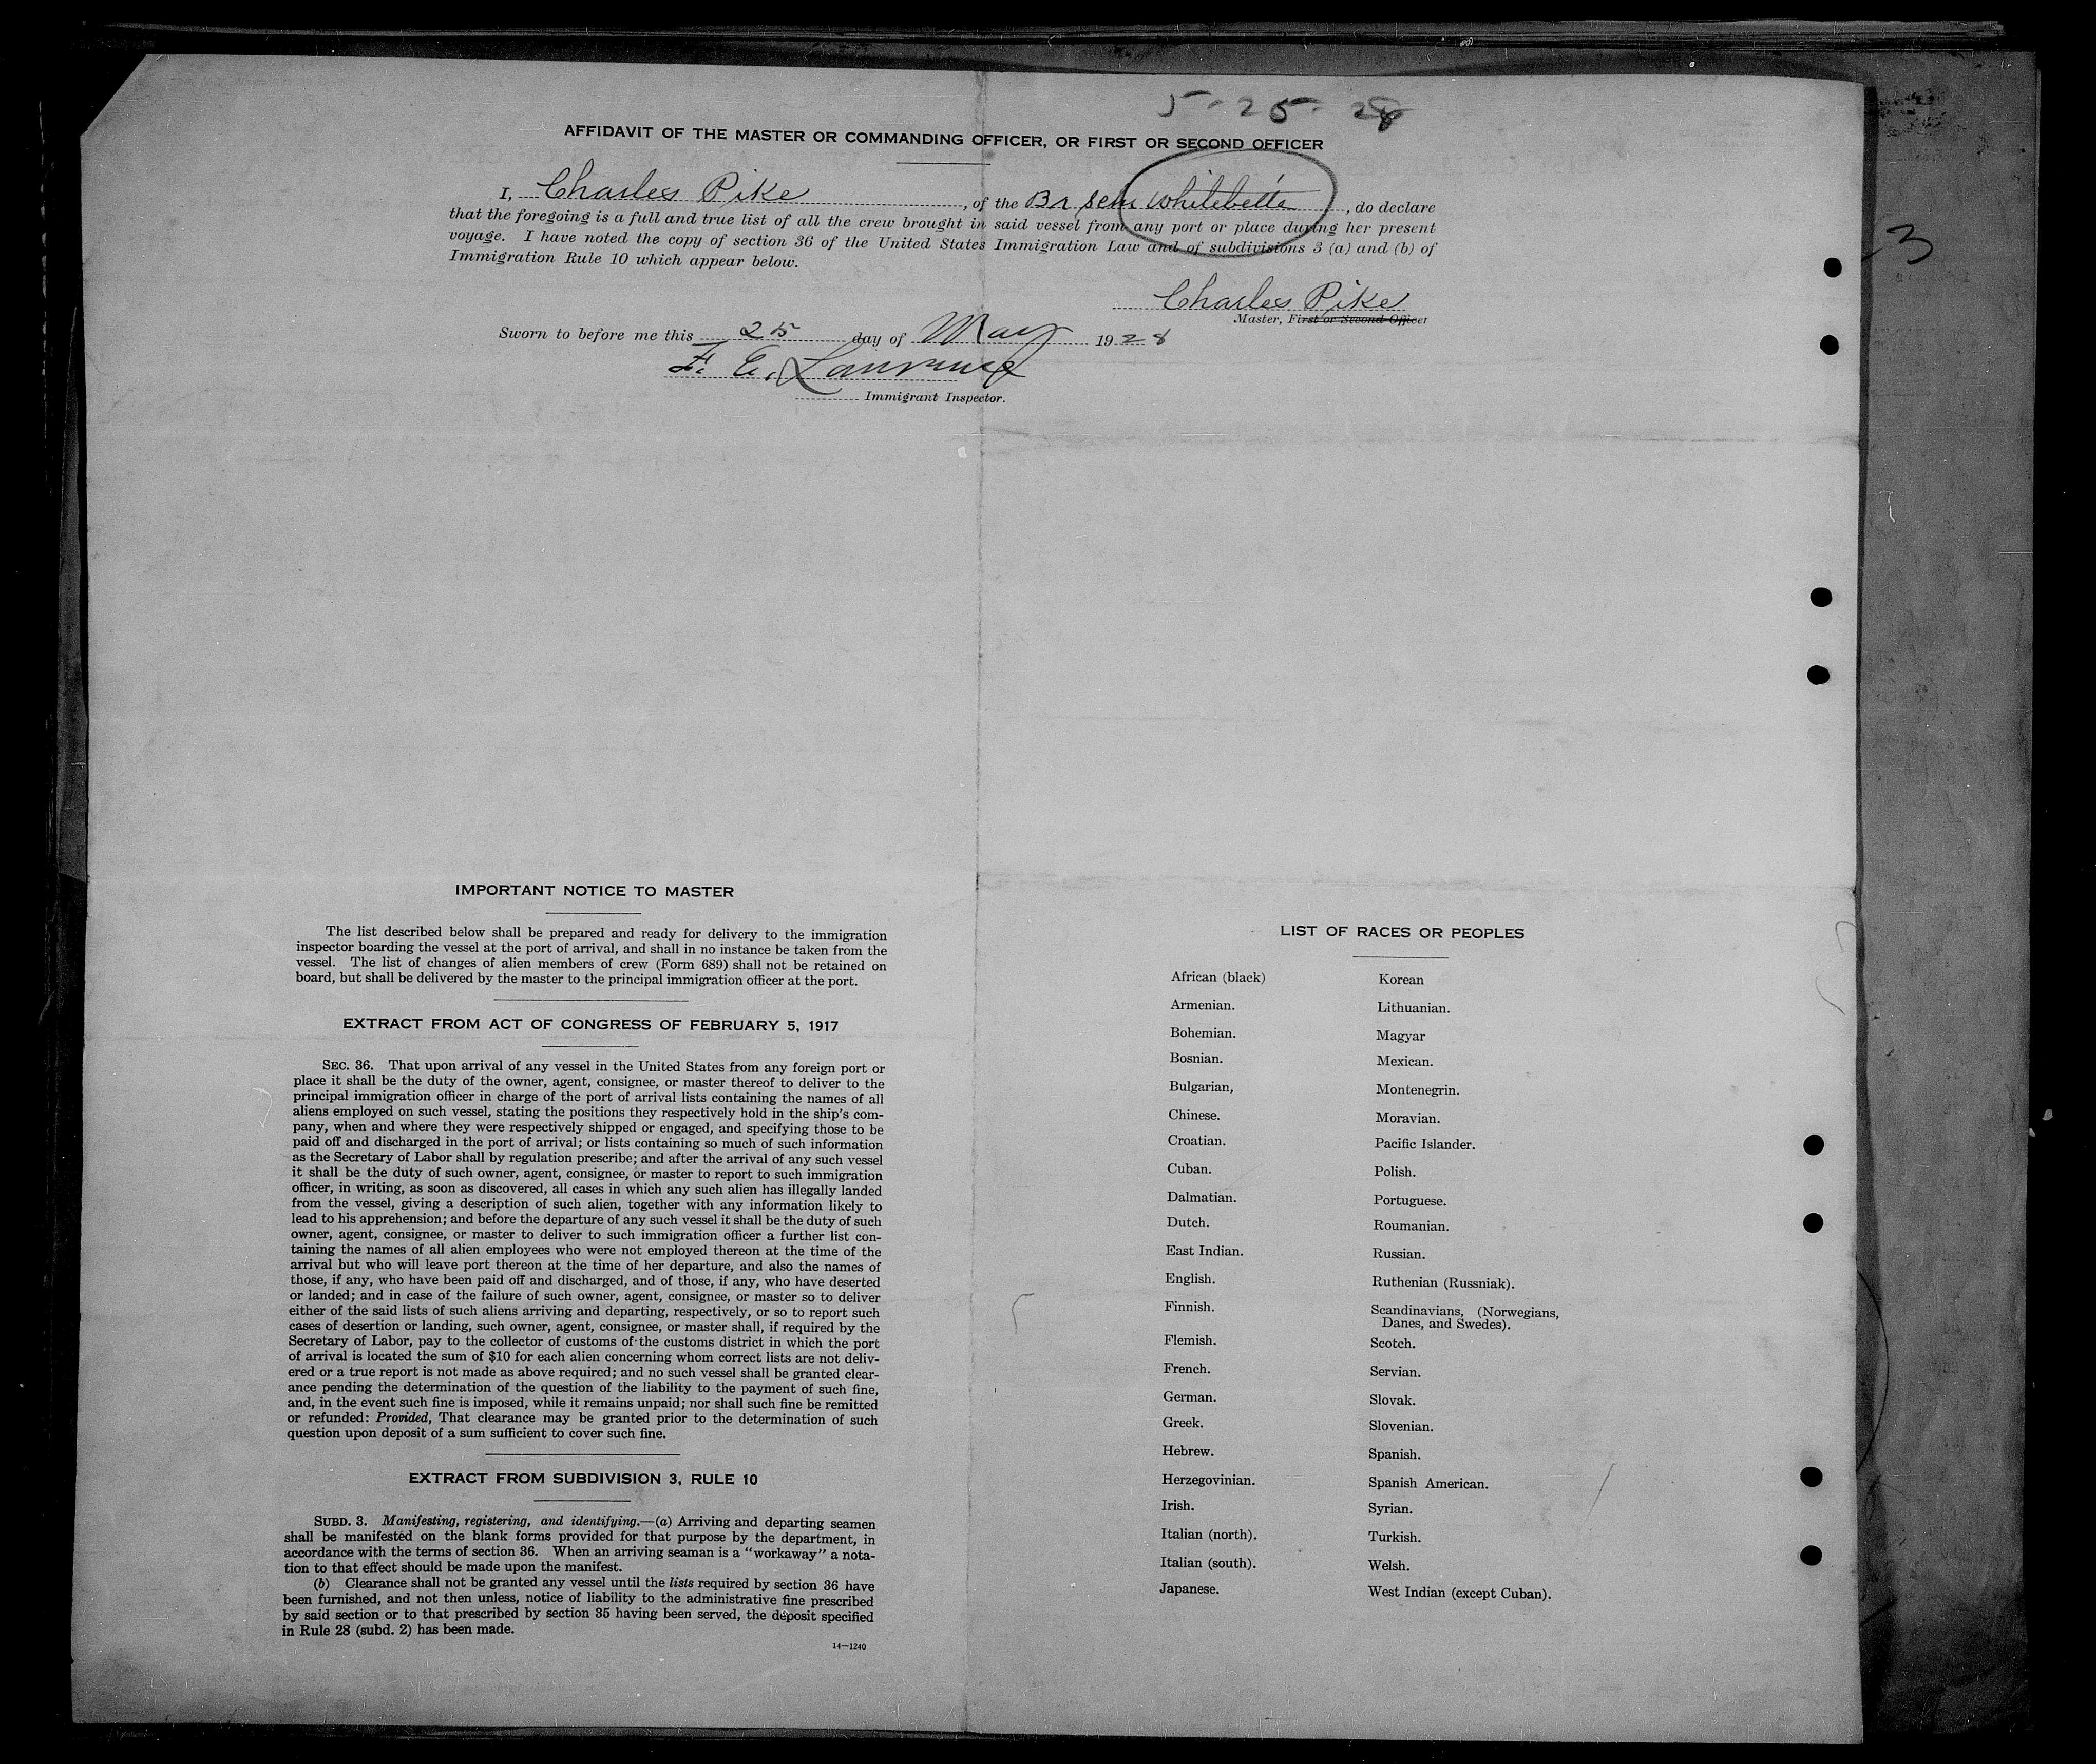 5-25-28
AFFIDAVIT OF THE MASTER OR COMMANDING OFFICER, OR FIRST OR SECOND OFFICER
I, Charles Pike, of the Br schr Whitebelle, do declare
that the foregoing is a full and true list of all the crew brought in said vessel from any port or place during her present
voyage. I have noted the copy of section 36 of the United States Immigration Law and of subdivisions 3 (a) and (b) of
Immigration Rule 10 which appear below.
3
Charles Pike
Master, First or Second Officer
Sworn to before me this 25 day of May 1928
F. E. Lawrence
Immigrant Inspector.
IMPORTANT NOTICE TO MASTER
The list described below shall be prepared and ready for delivery to the immigration
inspector boarding the vessel at the port of arrival, and shall in no instance be taken from the
vessel. The list of changes of alien members of crew (Form 689) shall not be retained on
board, but shall be delivered by the master to the principal immigration officer at the port.
EXTRACT FROM ACT OF CONGRESS OF FEBRUARY 5, 1917
SEC. 36. That upon arrival of any vessel in the United States from any foreign port or
place it shall be the duty of the owner, agent, consignee, or master thereof to deliver to the
principal immigration officer in charge of the port of arrival lists containing the names of all
aliens employed on such vessel, stating the positions they respectively hold in the ship's com-
pany, when and where they were respectively shipped or engaged, and specifying those to be
paid off and discharged in the port of arrival; or lists containing so much of such information
as the Secretary of Labor shall by regulation prescribe; and after the arrival of any such vessel
it shall be the duty of such owner, agent, consignee, or master to report to such immigration
officer, in writing, as soon as discovered, all cases in which any such alien has illegally landed
from the vessel, giving a description of such alien, together with any information likely to
lead to his apprehension; and before the departure of any such vessel it shall be the duty of such
owner, agent, consignee, or master to deliver to such immigration officer a further list con-
taining the names of all alien employees who were not employed thereon at the time of the
arrival but who will leave port thereon at the time of her departure, and also the names of
those, if any, who have been paid off and discharged, and of those, if any, who have deserted
or landed; and in case of the failure of such owner, agent, consignee, or master so to deliver
either of the said lists of such aliens arriving and departing, respectively, or so to report such
cases of desertion or landing, such owner, agent, consignee, or master shall, if required by the
Secretary of Labor, pay to the collector of customs of the customs district in which the port
of arrival is located the sum of $10 for each alien concerning whom correct lists are not deliv-
ered or a true report is not made as above required; and no such vessel shall be granted clear-
ance pending the determination of the question of the liability to the payment of such fine,
and, in the event such fine is imposed, while it remains unpaid; nor shall such fine be remitted
or refunded: Provided, That clearance may be granted prior to the determination of such
question upon deposit of a sum sufficient to cover such fine.
EXTRACT FROM SUBDIVISION 3, RULE 10
SUBD. 3. Manifesting, registering, and identifying.—(a) Arriving and departing seamen
shall be manifested on the blank forms provided for that purpose by the department, in
accordance with the terms of section 36. When an arriving seaman is a "workaway" a nota-
tion to that effect should be made upon the manifest.
(b) Clearance shall not be granted any vessel until the lists required by section 36 have
been furnished, and not then unless, notice of liability to the administrative fine prescribed
by said section or to that prescribed by section 35 having been served, the deposit specified
in Rule 28 (subd. 2) has been made.
14—1240
LIST OF RACES OR PEOPLES
African (black)
Armenian.
Bohemian.
Bosnian.
Bulgarian,
Chinese.
Croatian.
Cuban.
Dalmatian.
Dutch.
East Indian.
English.
Finnish.
Flemish.
French.
German.
Greek.
Hebrew.
Herzegovinian.
Irish.
Italian (north).
Italian (south).
Japanese.
Korean
Lithuanian.
Magyar
Mexican.
Montenegrin.
Moravian.
Pacific Islander.
Polish.
Portuguese.
Roumanian.
Russian.
Ruthenian (Russniak).
Scandinavians, (Norwegians,
Danes, and Swedes).
Scotch.
Servian.
Slovak.
Slovenian.
Spanish.
Spanish American.
Syrian.
Turkish.
Welsh.
West Indian (except Cuban).